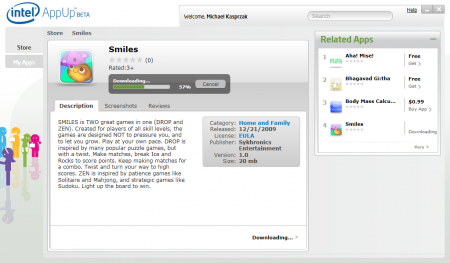 intel AppUp BETA
Welcome, Michael Kasprzak
Search
Help
Store
My Apps
Store Smiles
Smiles
(0)
Rated:3+
Downloading...
57%
Cancel
Description Screenshots Reviews
SMILES is TWO great games in one (DROP and
ZEN). Created for players of all skill levels, the
games are designed NOT to pressure you, and
to let you grow. Play at your own pace. DROP is
inspired by many popular puzzle games, but
with a twist. Make matches, break Ice and
Rocks to score points. Keep making matches for
a combo. Twist and turn your way to high
scores. ZEN is inspired by patience games like
Solitaire and Mahjong, and strategic games like
Sudoku. Light up the board to win.
Category: Home and Family
Released: 12/21/2009
License: EULA
Publisher: Sykhronics
Entertainment
Version: 1.0
Size: 20 mb
Downloading... >
Related Apps
1 Aha! Mise! Free
Get >
2 Bhagavad Girtha Free
Get >
3 Body Mass Calcu... $0.99
Buy App >
4 Smiles
Downloading
More >